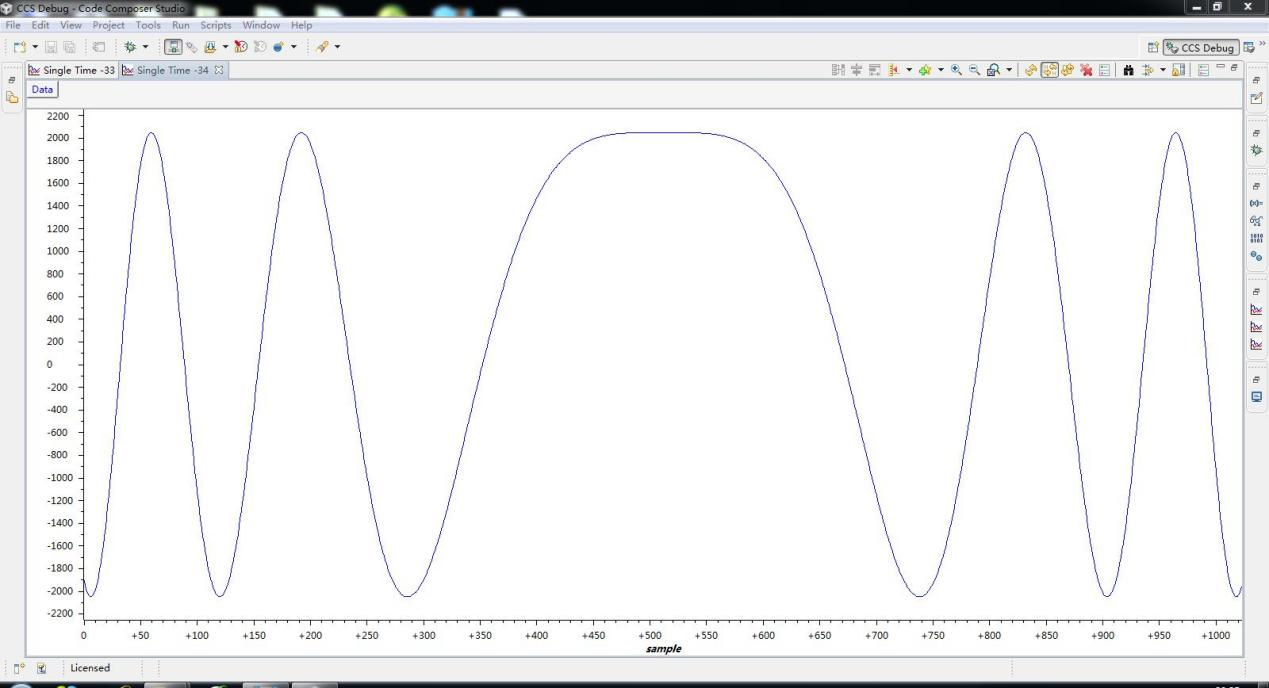 CCS Debug - Code Composer Studio
File Edit View Project Tools Run Scripts Window Help
CCS Debug
Single Time -33 Single Time -34
Data
2200
2000
1800
1600
1400
1200
1000
800
600
400
200
0
-200
-400
-600
-800
-1000
-1200
-1400
-1600
-1800
-2000
-2200
0 +50 +100 +150 +200 +250 +300 +350 +400 +450 +500 +550 +600 +650 +700 +750 +800 +850 +900 +950 +1000
sample
Licensed